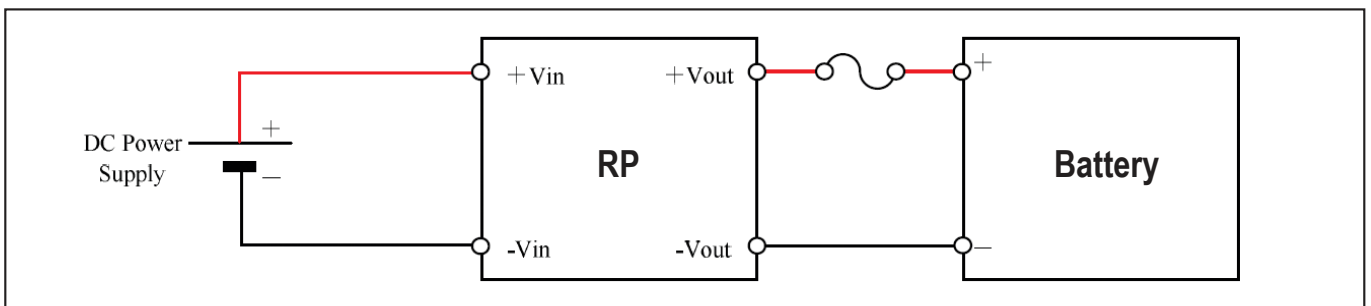 +Vin
+Vout
+
RP
Battery
DC Power
Supply
+
−
-Vin
-Vout
−